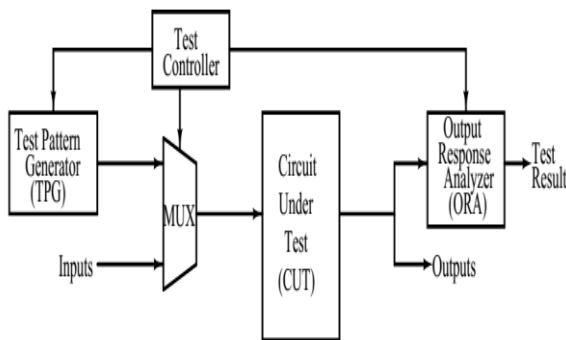 Test
Controller
Test Pattern
Generator
(TPG)
MUX
Inputs
Circuit
Under
Test
(CUT)
Output
Response
Analyzer
(ORA)
Test
Result
Outputs